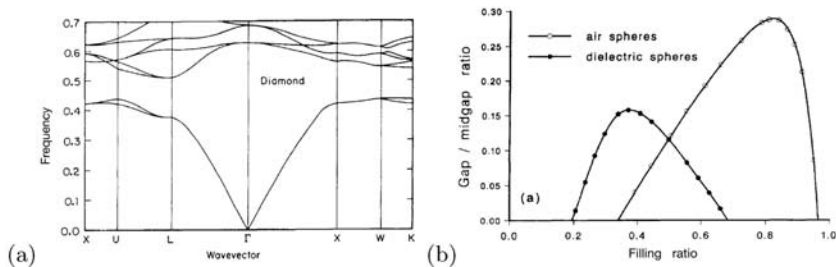 (a)
Frequency
0.7
0.6
0.5
0.4
0.3
0.2
0.1
0.0
Diamond
X U L Γ X W K
Wavevector
(b)
Gap / midgap ratio
0.30
0.25
0.20
0.15
0.10
0.05
0.00
air spheres
dielectric spheres
(a)
0.0 0.2 0.4 0.6 0.8 1.0
Filling ratio